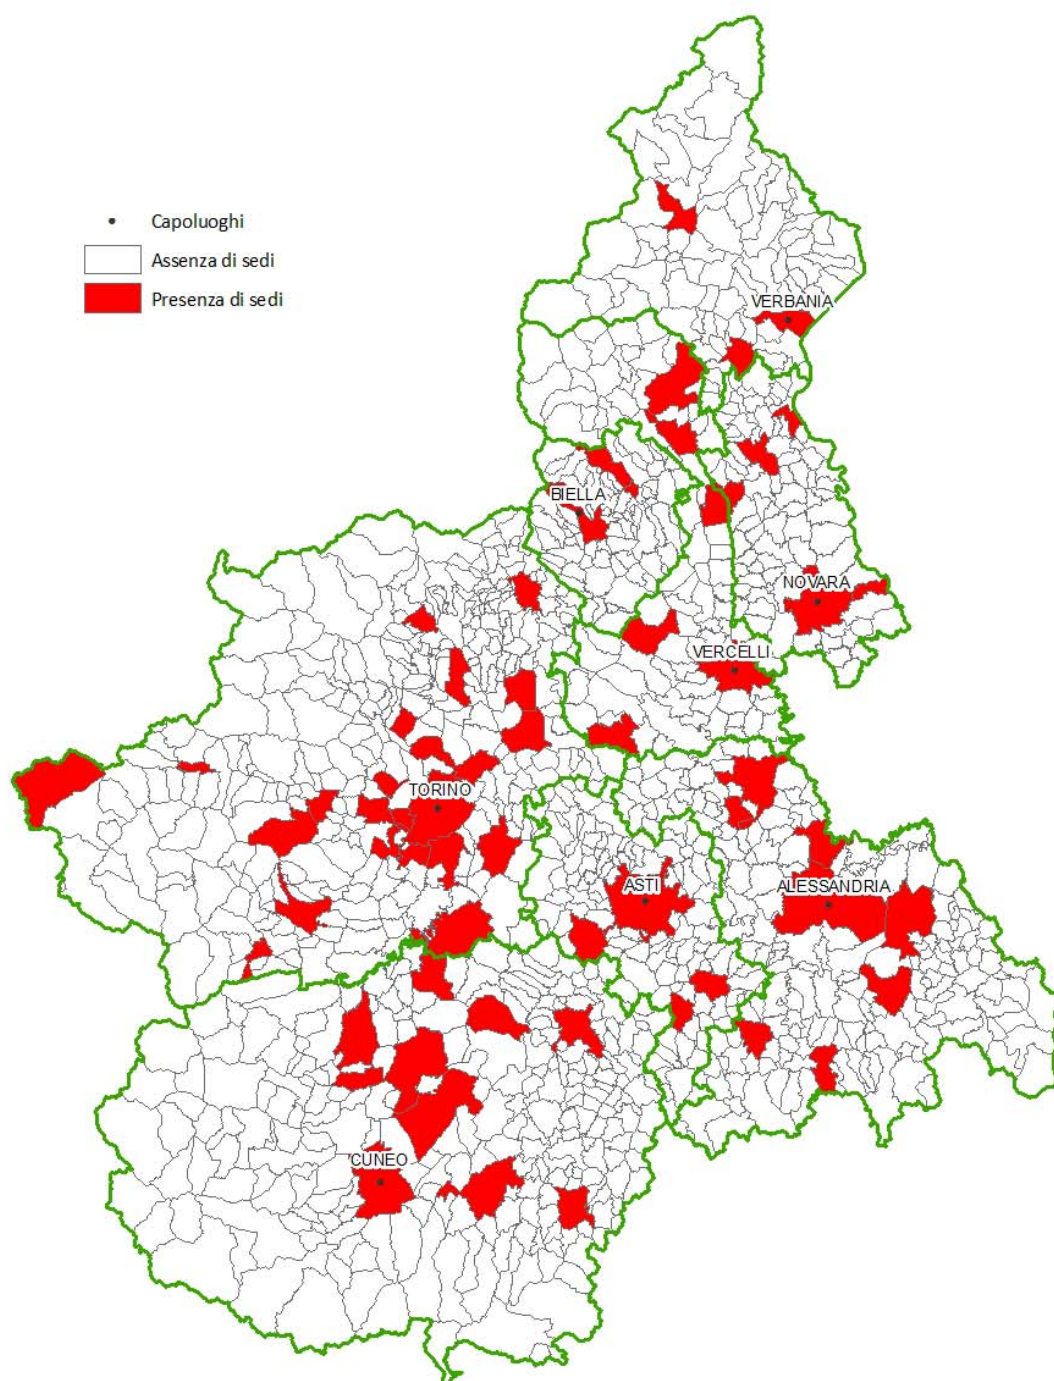 Capoluoghi
Assenza di sedi
Presenza di sedi
VERBANIA
BIELLA
NOVARA
VERCELLI
TORINO
ASTI
ALESSANDRIA
CUNEO